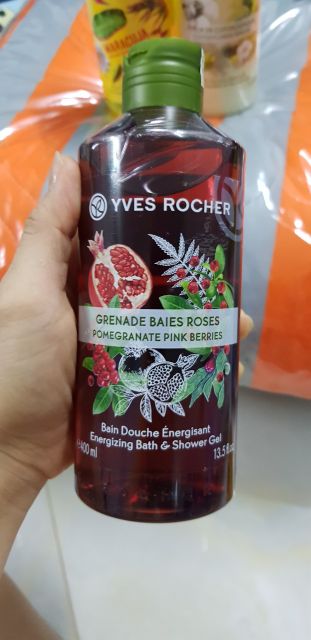 MARACUJA
YVES ROCHER
GRENADE BAIES ROSES
POMEGRANATE PINK BERRIES
Bain Douche Énergisant
Energizing Bath & Shower Gel
400 ml
13.5 fl.oz